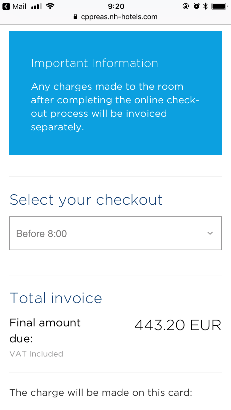 Mail
9:20
cppreas.nh-hotels.com
Important information
Any charges made to the room
after completing the online check-
out process will be invoiced
separately.
Select your checkout
Before 8:00
Total invoice
Final amount 443.20 EUR
due:
VAT Included
The charge will be made on this card: